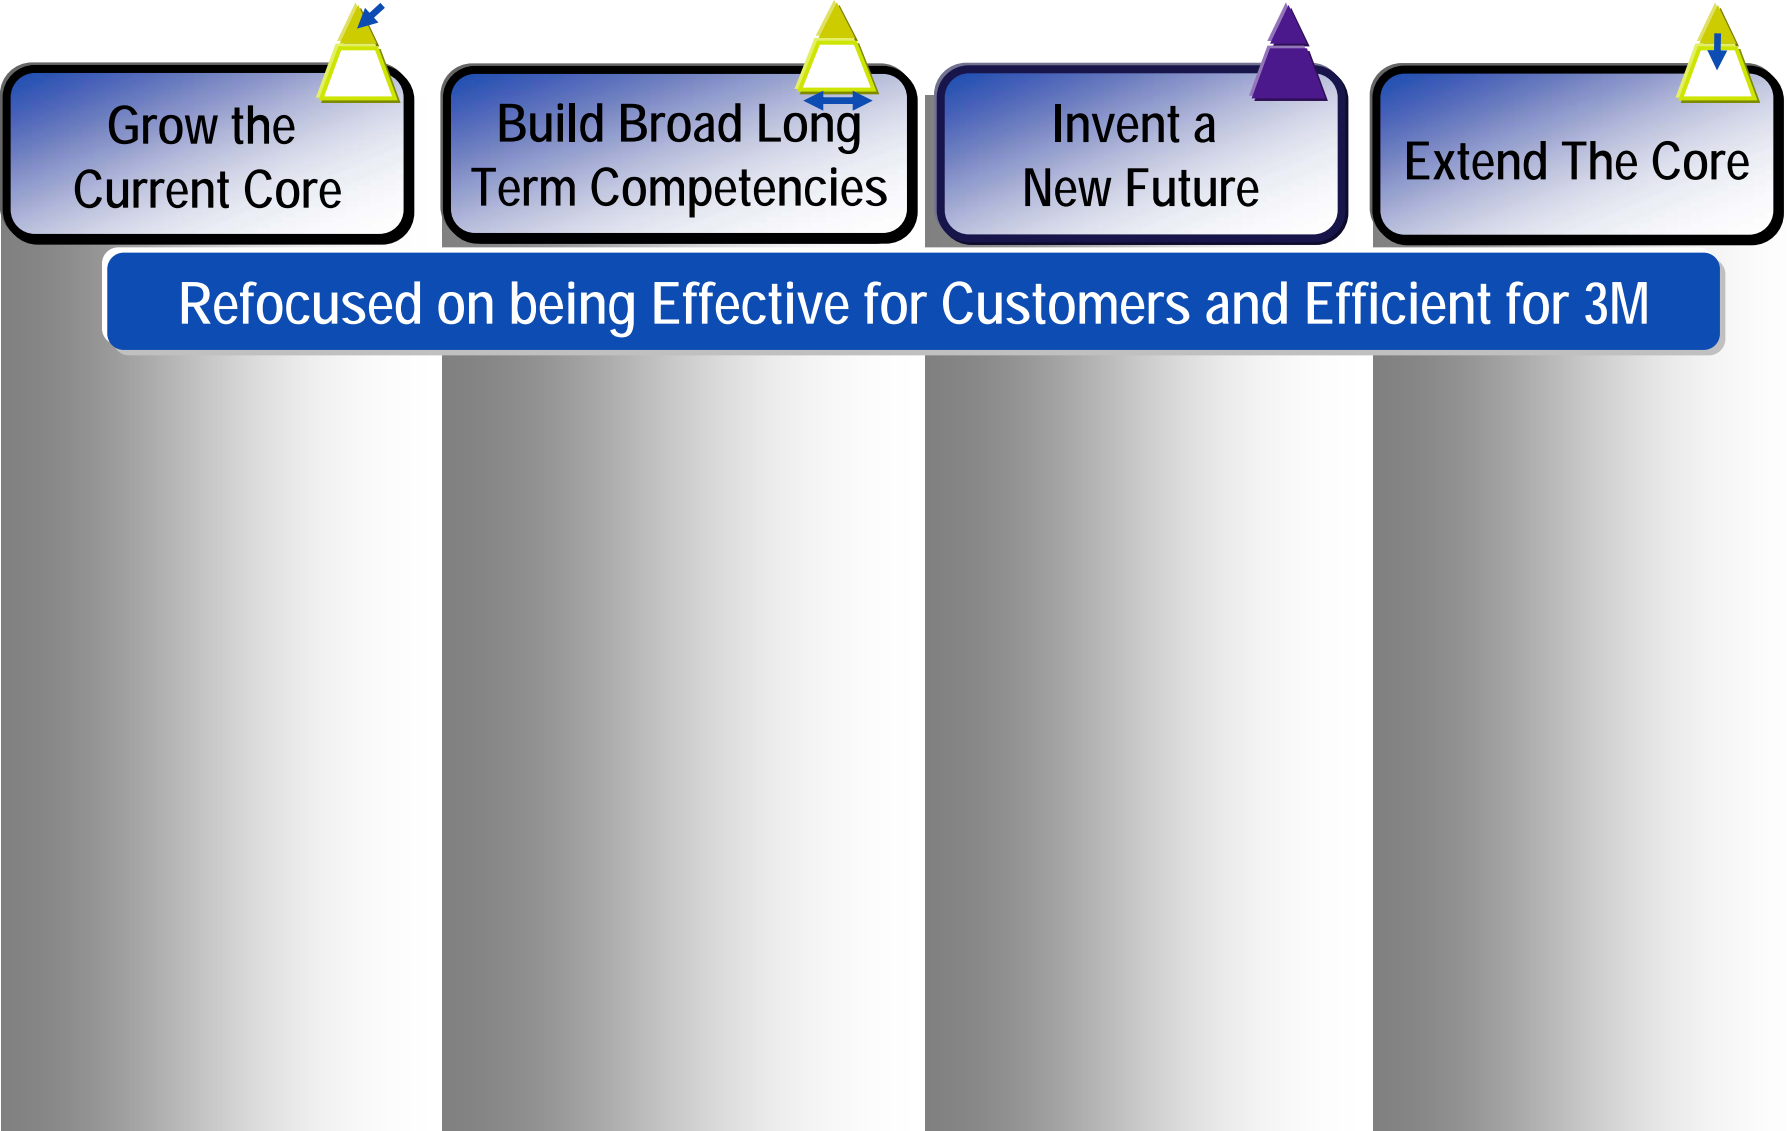 Grow the
Current Core
Build Broad Long
Term Competencies
Invent a
New Future
Extend The Core
Refocused on being Effective for Customers and Efficient for 3M